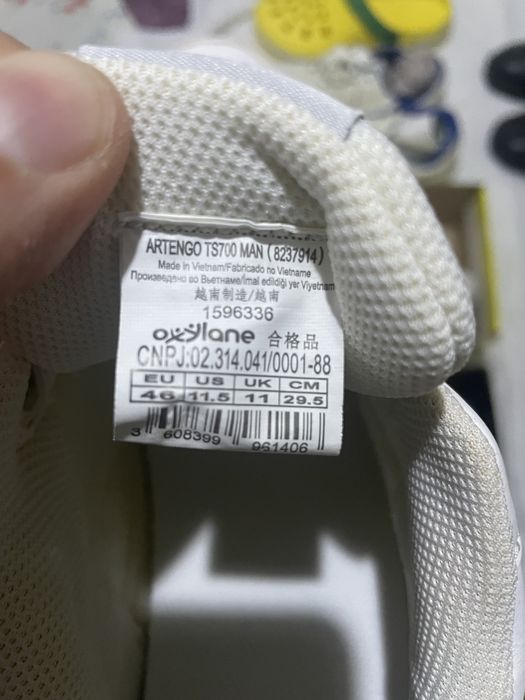 ARTENGO TS700 MAN (8237914)
Made in Vietnam/Fabricado no Vietname
Произведено во Вьетнаме/İmal edildiği yer Viyetnam
越南制造/越南
1596336
oxylane 合格品
CNPJ:02.314.041/0001-88
EU US UK CM
46 11.5 11 29.5
3 608399 961406